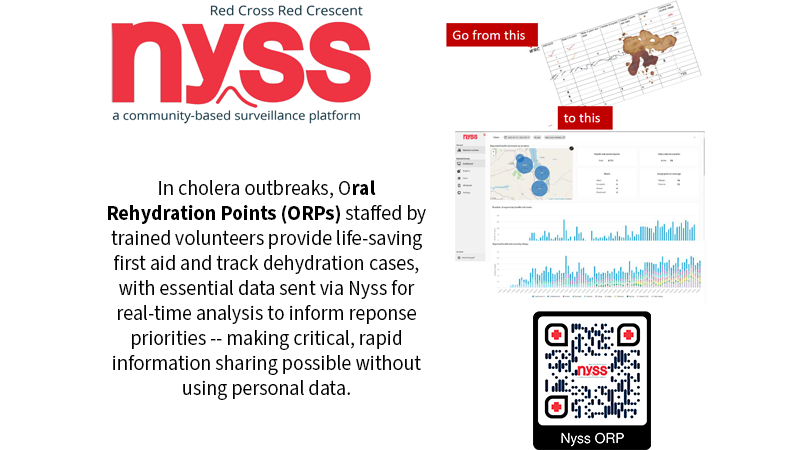 Red Cross Red Crescent
nyss
a community-based surveillance platform
In cholera outbreaks, Oral
Rehydration Points (ORPs) staffed by
trained volunteers provide life-saving
first aid and track dehydration cases,
with essential data sent via Nyss for
real-time analysis to inform reponse
priorities -- making critical, rapid
information sharing possible without
using personal data.
Go from this
to this
nyss
nyss
Nyss ORP